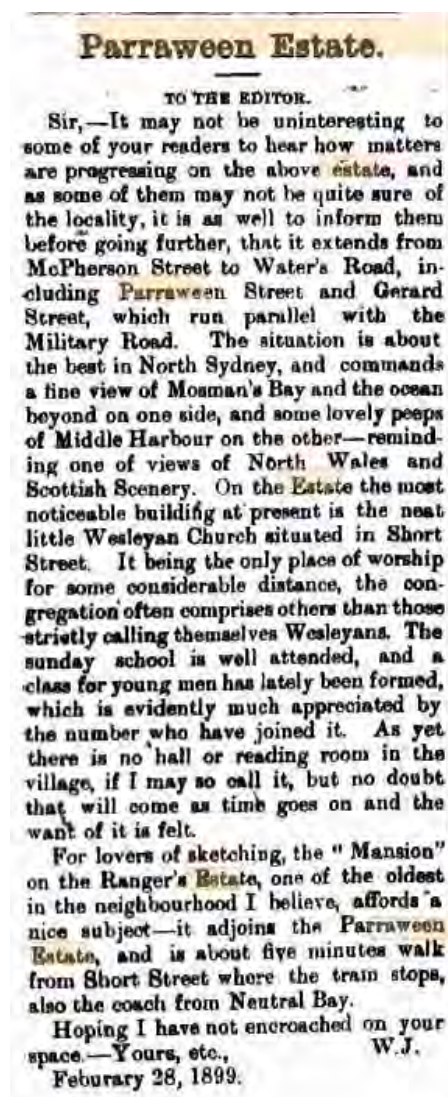 Parraween Estate.
TO THE EDITOR.
Sir,—It may not be uninteresting to
some of your readers to hear how matters
are progressing on the above estate, and
as some of them may not be quite sure of
the locality, it is as well to inform them
before going further, that it extends from
McPherson Street to Water's Road, in-
cluding Parraween Street and Gerard
Street, which run parallel with the
Military Road. The situation is about
the best in North Sydney, and commands
a fine view of Mosman's Bay and the ocean
beyond on one side, and some lovely peeps
of Middle Harbour on the other—remind-
ing one of views of North Wales and
Scottish Scenery. On the Estate the most
noticeable building at present is the neat
little Wesleyan Church situated in Short
Street. It being the only place of worship
for some considerable distance, the con-
gregation often comprises others than those
strictly calling themselves Wesleyans. The
sunday school is well attended, and a
class for young men has lately been formed,
which is evidently much appreciated by
the number who have joined it. As yet
there is no hall or reading room in the
village, if I may so call it, but no doubt
that will come as time goes on and the
want of it is felt.
For lovers of sketching, the " Mansion"
on the Ranger's Estate, one of the oldest
in the neighbourhood I believe, affords a
nice subject—it adjoins the Parraween
Estate, and is about five minutes walk
from Short Street where the tram stops,
also the coach from Neutral Bay.
Hoping I have not encroached on your
space.—Yours, etc., W.J.
Feburary 28, 1899.